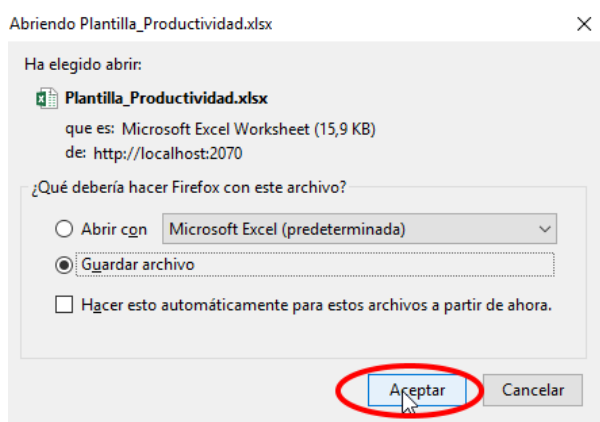 Abriendo Plantilla_Productividad.xlsx
Ha elegido abrir:
Plantilla_Productividad.xlsx
que es: Microsoft Excel Worksheet (15,9 KB)
de: http://localhost:2070
¿Qué debería hacer Firefox con este archivo?
Abrir con Microsoft Excel (predeterminada)
Guardar archivo
Hacer esto automáticamente para estos archivos a partir de ahora.
Aceptar Cancelar